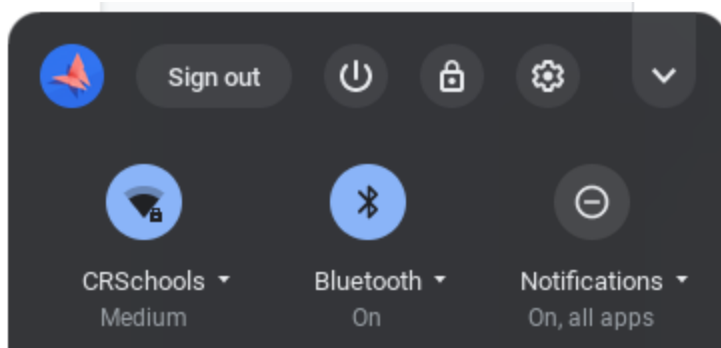 Sign out
CRSchools Bluetooth Notifications
Medium On On, all apps